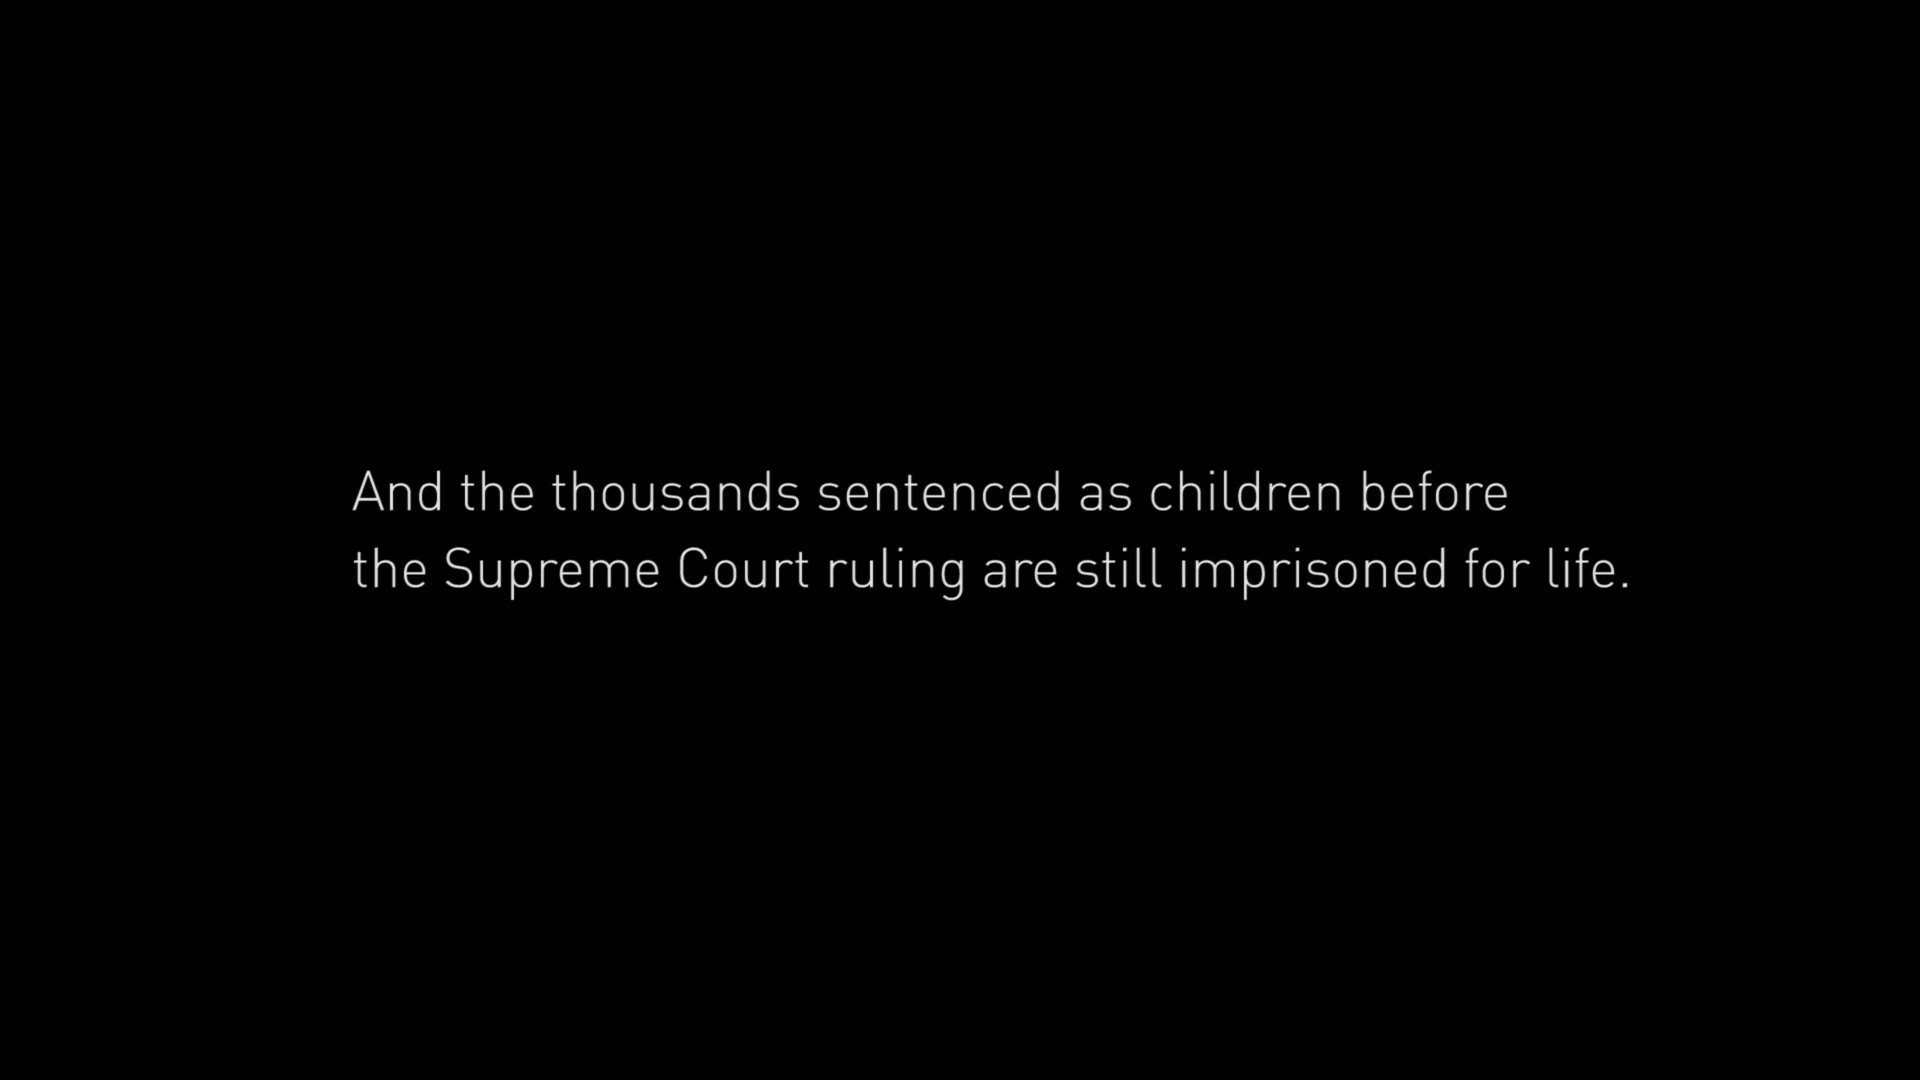 And the thousands sentenced as children before
the Supreme Court ruling are still imprisoned for life.